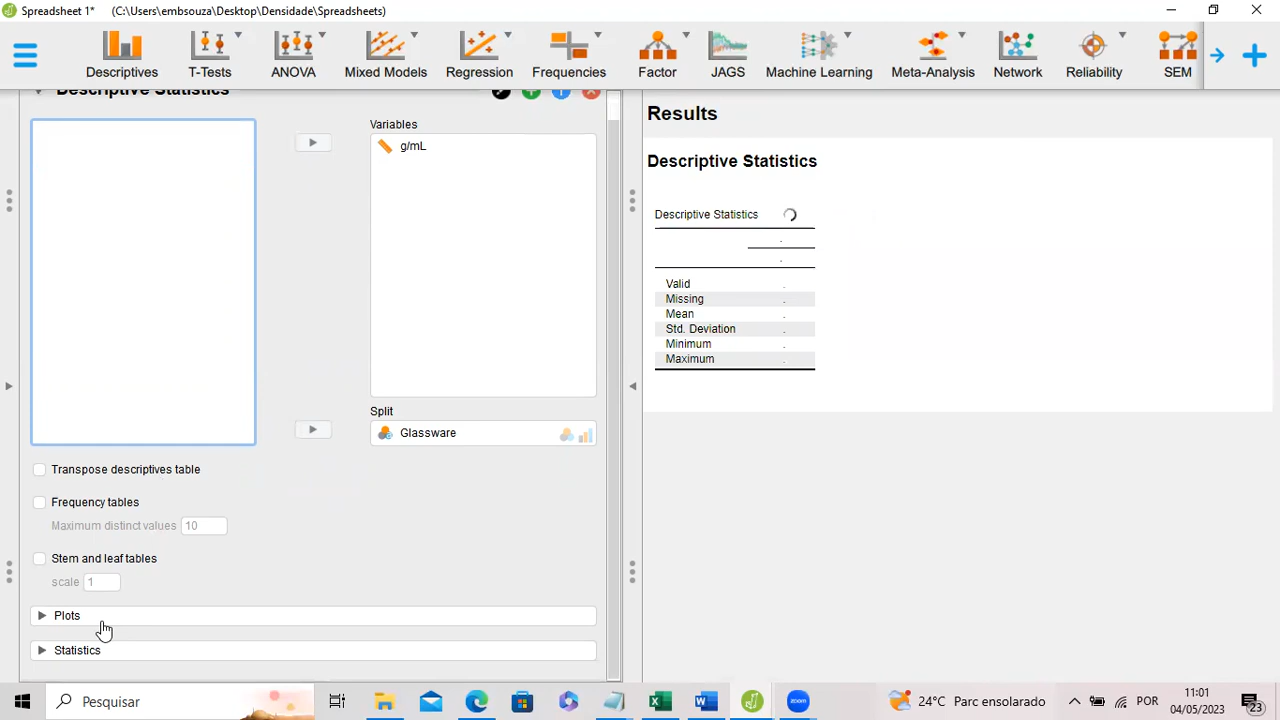 Spreadsheet 1* (C:\Users\embsouza\Desktop\Densidade\Spreadsheets)
Descriptives T-Tests ANOVA Mixed Models Regression Frequencies Factor JAGS Machine Learning Meta-Analysis Network Reliability SEM
Descriptive Statistics
Variables
g/mL
Split
Glassware
Transpose descriptives table
Frequency tables
Maximum distinct values 10
Stem and leaf tables
scale 1
Plots
Statistics
Results
Descriptive Statistics
Descriptive Statistics
.
.
Valid .
Missing .
Mean .
Std. Deviation .
Minimum .
Maximum .
Pesquisar
24°C Parc ensolarado
POR
11:01
04/05/2023
23